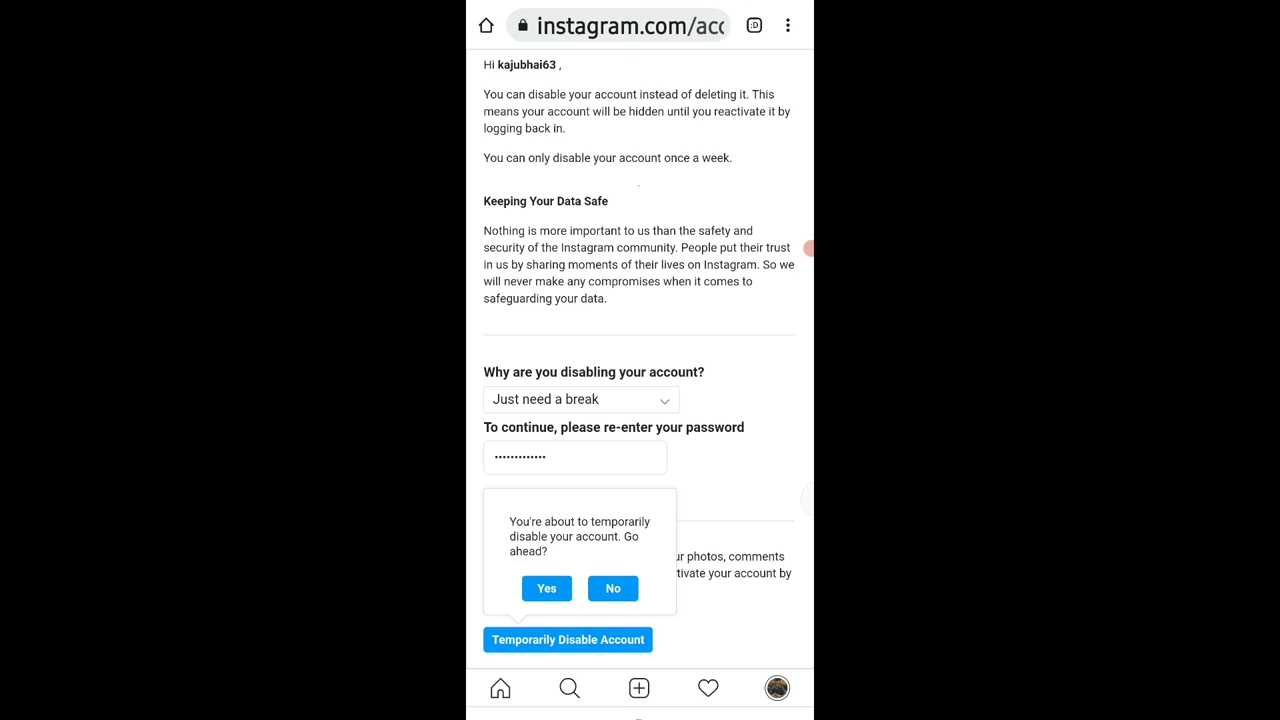 instagram.com/acc
:D
Hi kajubhai63 ,
You can disable your account instead of deleting it. This
means your account will be hidden until you reactivate it by
logging back in.
You can only disable your account once a week.
Keeping Your Data Safe
Nothing is more important to us than the safety and
security of the Instagram community. People put their trust
in us by sharing moments of their lives on Instagram. So we
will never make any compromises when it comes to
safeguarding your data.
Why are you disabling your account?
Just need a break
To continue, please re-enter your password
•••••••••••••
You're about to temporarily
disable your account. Go
ahead?
Yes No
ur photos, comments
tivate your account by
Temporarily Disable Account